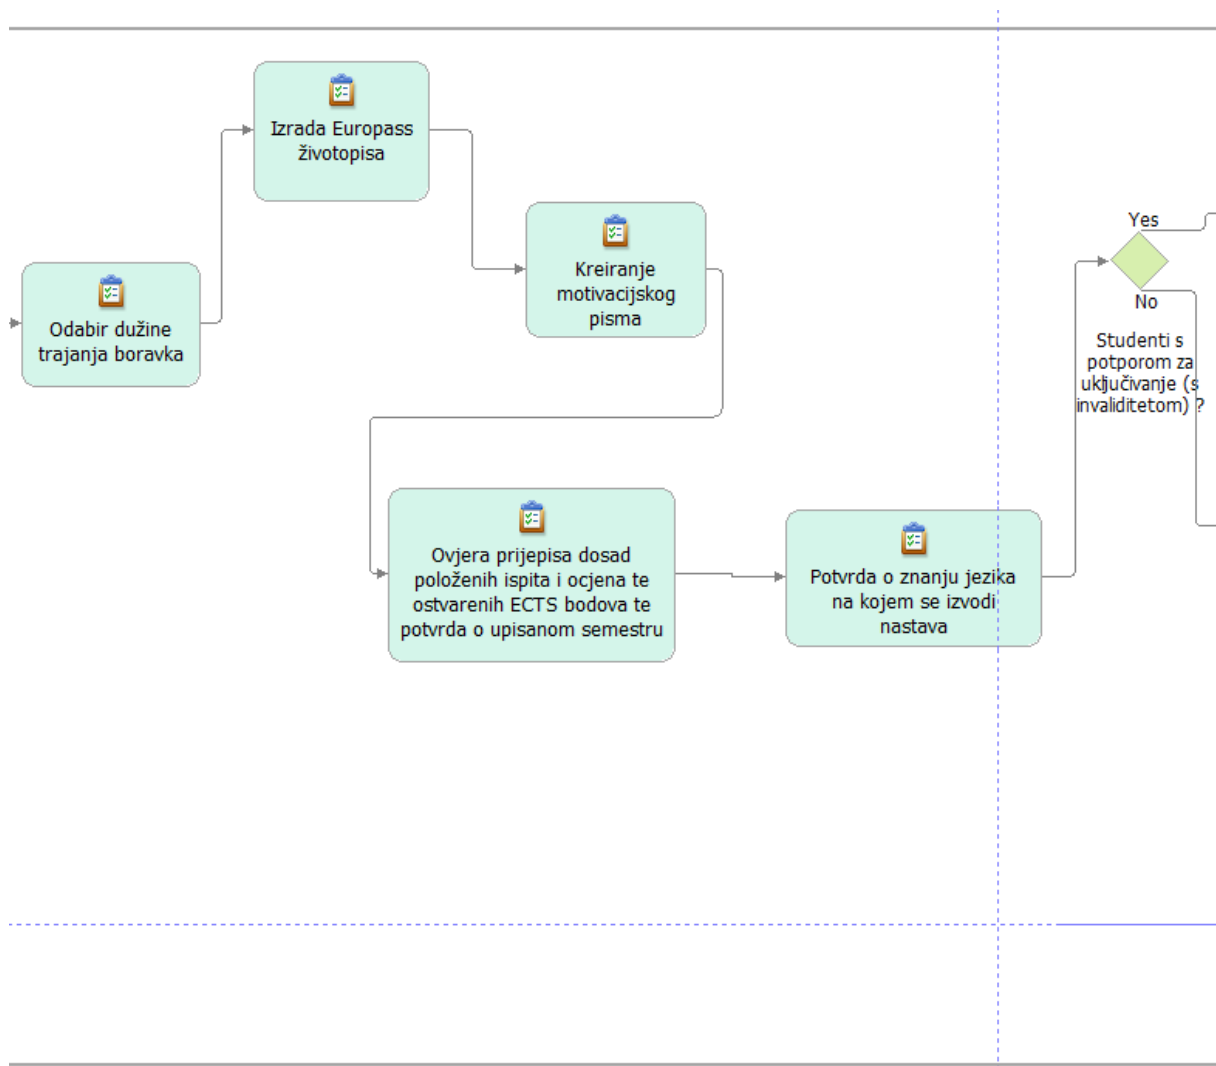 Izrada Europass
životopisa
Kreiranje
motivacijskog
pisma
Odabir dužine
trajanja boravka
Ovjera prijepisa dosad
položenih ispita i ocjena te
ostvarenih ECTS bodova te
potvrda o upisanom semestru
Potvrda o znanju jezika
na kojem se izvodi
nastava
Yes
No
Studenti s
potporom za
uključivanje (s
invaliditetom) ?